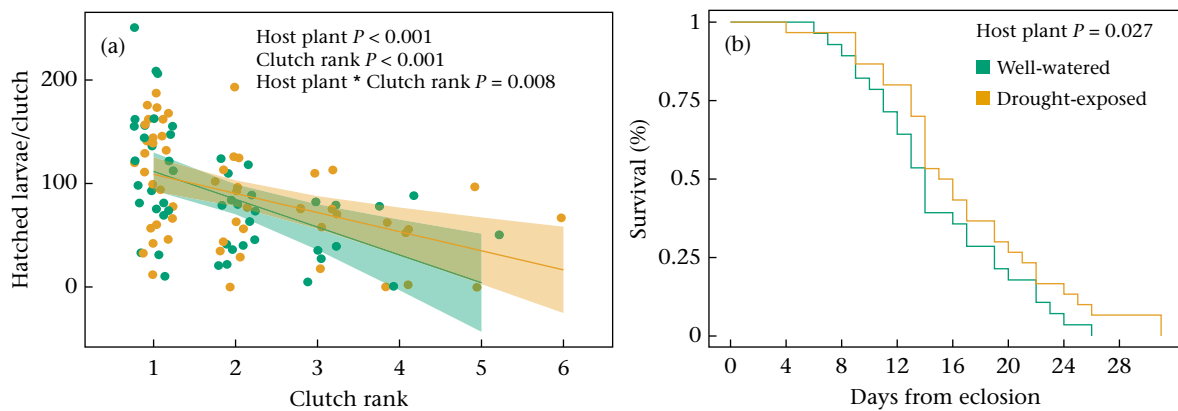 (a)
Host plant P < 0.001
Clutch rank P < 0.001
Host plant * Clutch rank P = 0.008
Hatched larvae/clutch
200
100
0
1 2 3 4 5 6
Clutch rank
(b)
Host plant P = 0.027
Well-watered
Drought-exposed
Survival (%)
1
0.75
0.5
0.25
0
0 4 8 12 16 20 24 28
Days from eclosion